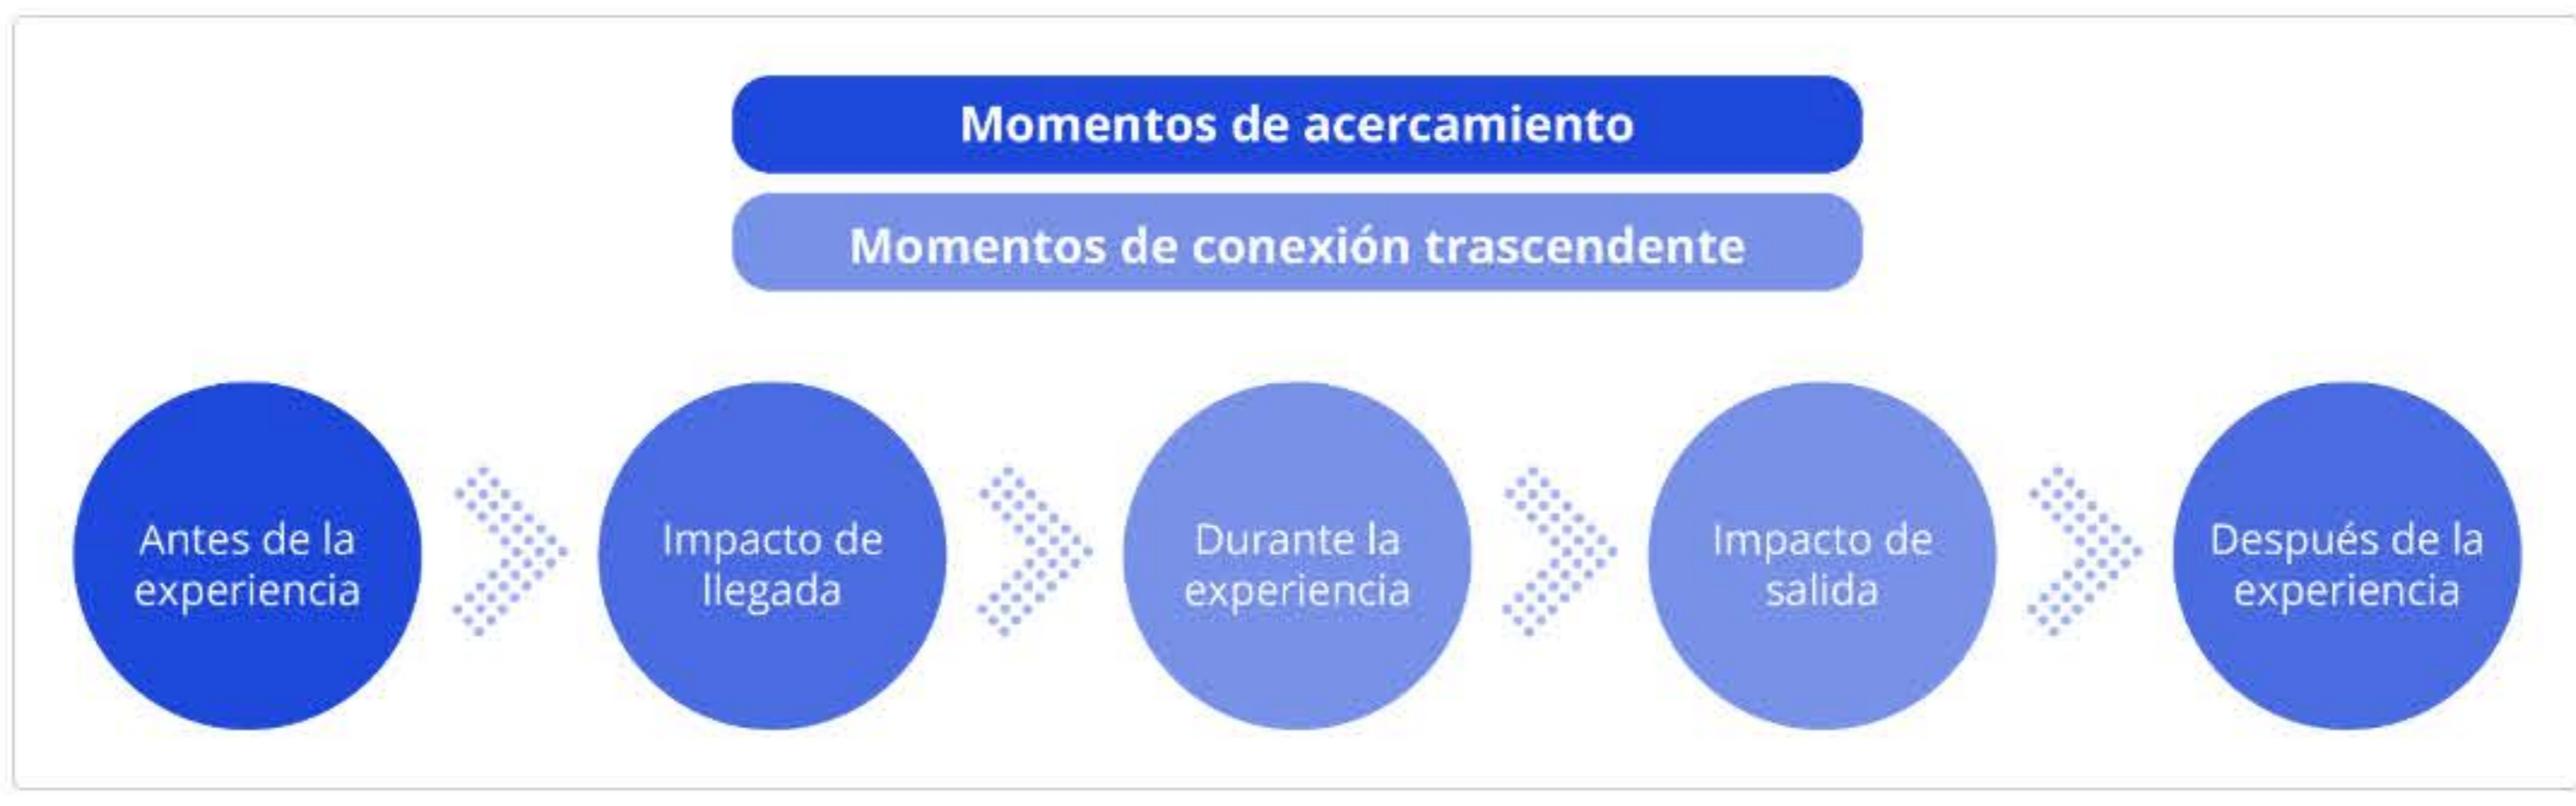 Momentos de acercamiento
Momentos de conexión trascendente
Antes de la
experiencia
Impacto de
llegada
Durante la
experiencia
Impacto de
salida
Después de la
experiencia